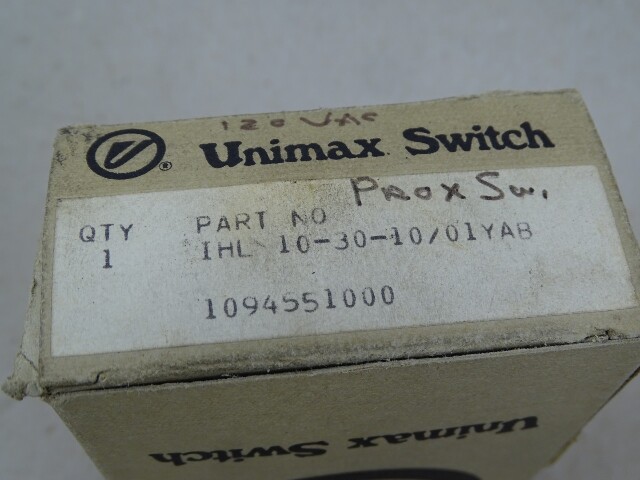 120 VAC
® Unimax Switch
Prox Sw.
QTY PART NO
1 IHL 10-30-10/01YAB
1094551000
Unimax Switch